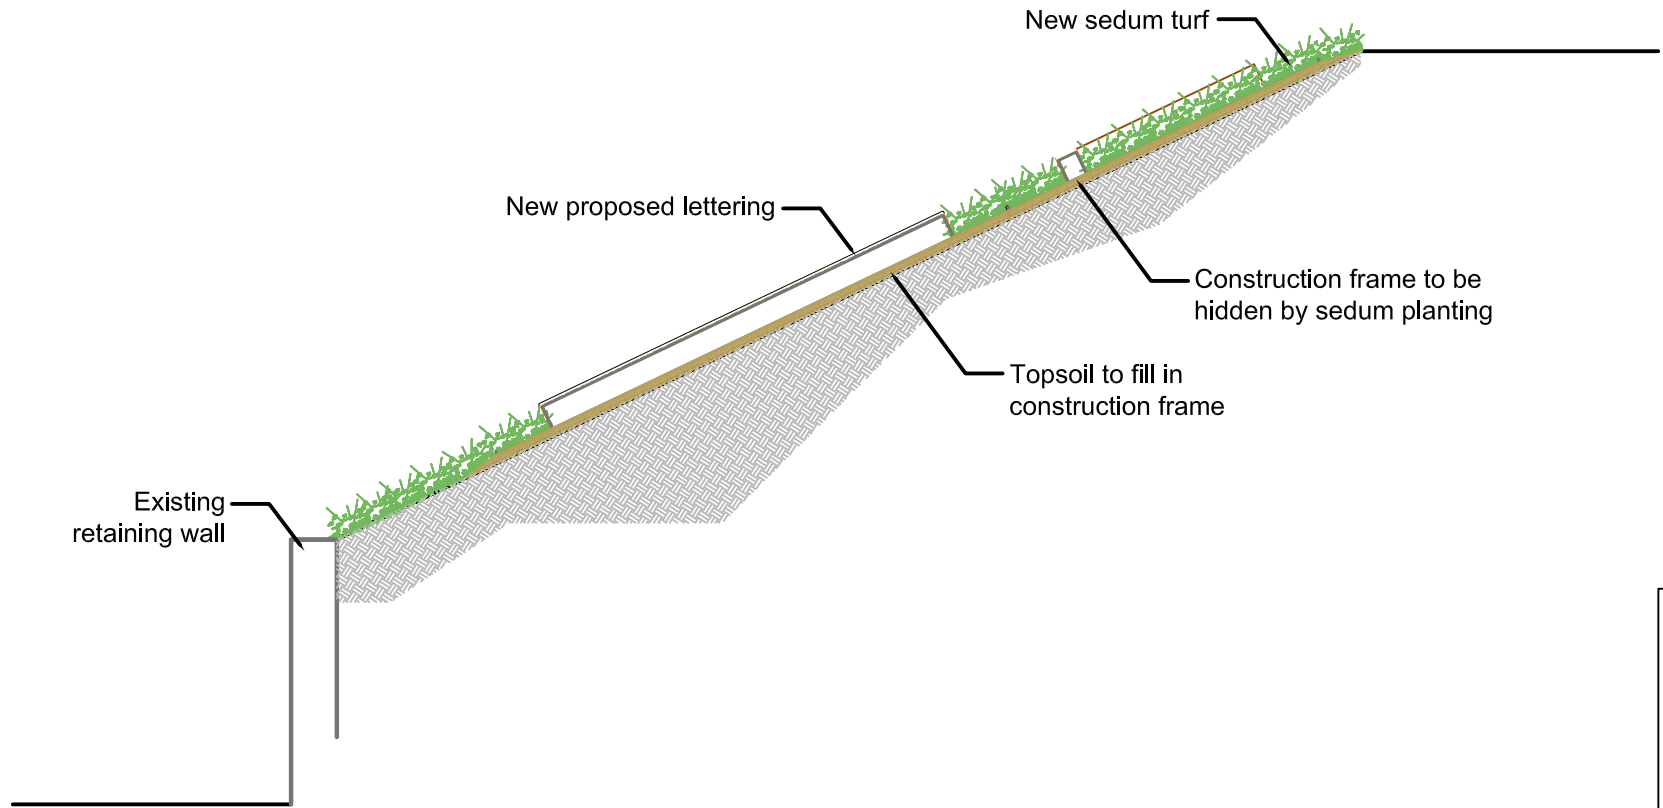 New sedum turf
New proposed lettering
Construction frame to be
hidden by sedum planting
Topsoil to fill in
construction frame
Existing
retaining wall